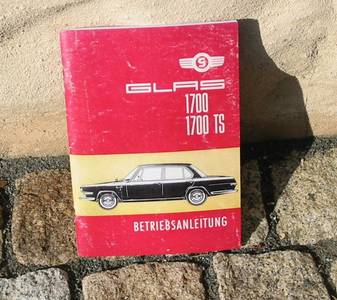 G
GLAS
1700
1700 TS
BETRIEBSANLEITUNG